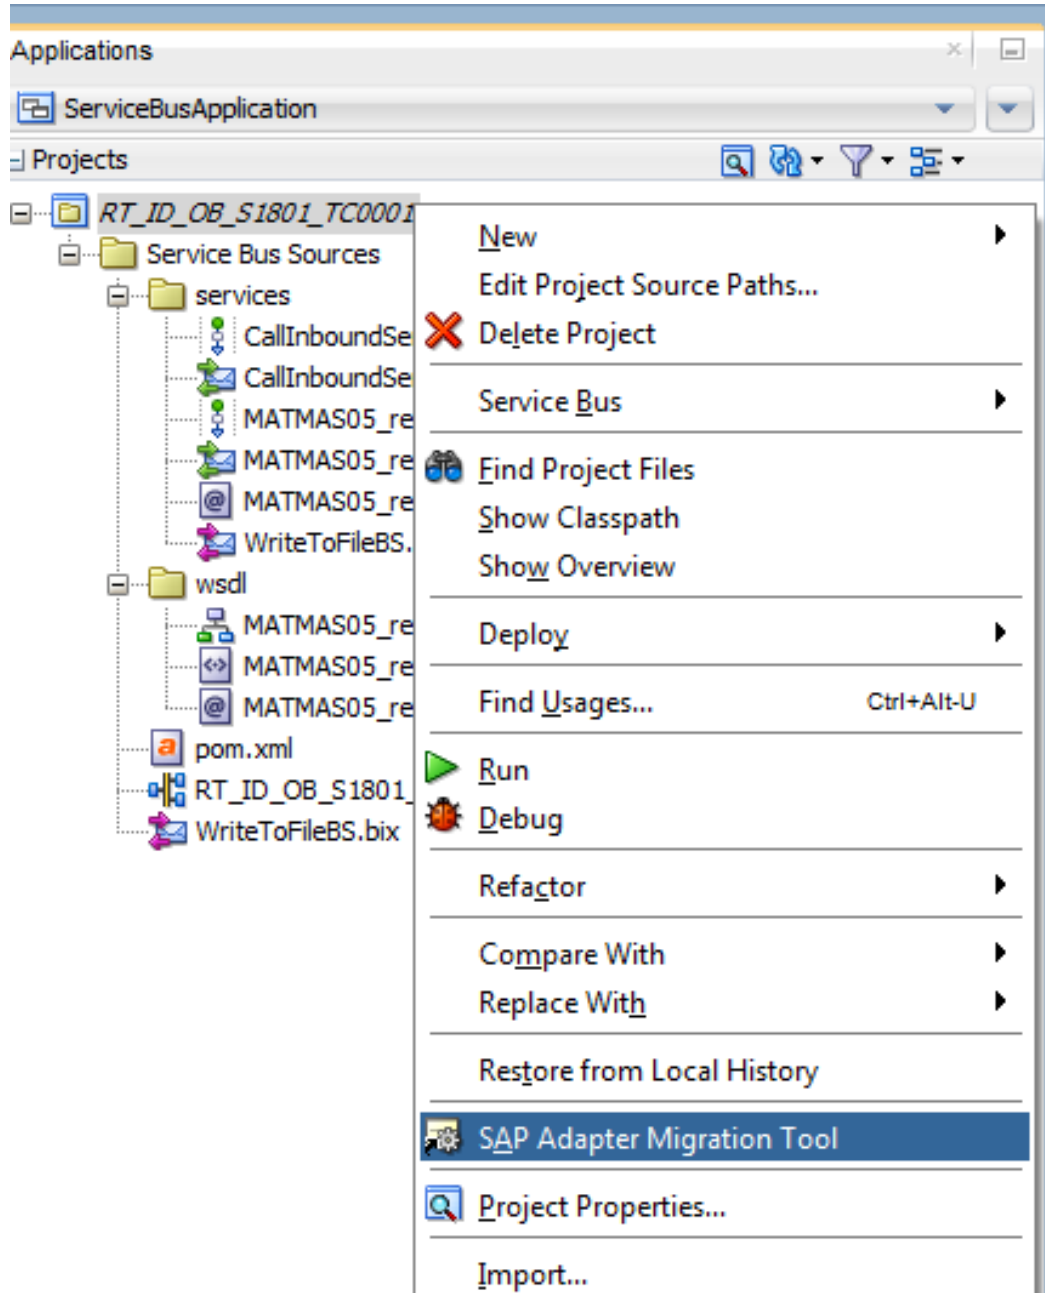 Applications
ServiceBusApplication
Projects
RT_ID_OB_S1801_TC0001
Service Bus Sources
services
CallInboundSe
CallInboundSe
MATMAS05_re
MATMAS05_re
MATMAS05_re
WriteToFileBS.
wsdl
MATMAS05_re
MATMAS05_re
MATMAS05_re
pom.xml
RT_ID_OB_S1801_
WriteToFileBS.bix
New
Edit Project Source Paths...
Delete Project
Service Bus
Find Project Files
Show Classpath
Show Overview
Deploy
Find Usages... Ctrl+Alt-U
Run
Debug
Refactor
Compare With
Replace With
Restore from Local History
SAP Adapter Migration Tool
Project Properties...
Import...